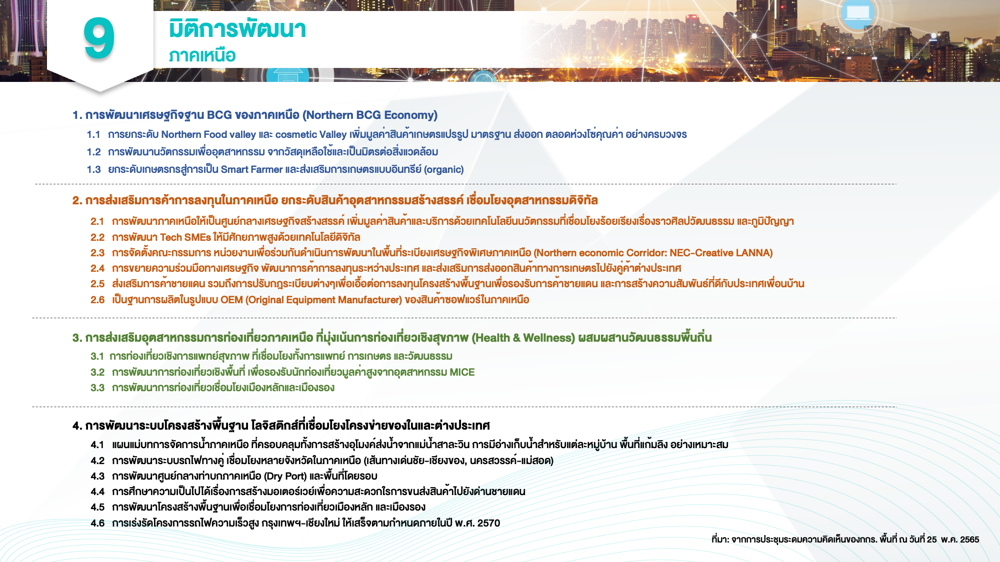 9
มิติการพัฒนา
ภาคเหนือ
1. การพัฒนาเศรษฐกิจฐาน BCG ของภาคเหนือ (Northern BCG Economy)
1.1 การยกระดับ Northern Food valley และ cosmetic Valley เพิ่มมูลค่าสินค้าเกษตรแปรรูป มาตรฐาน ส่งออก ตลอดห่วงโซ่คุณค่า อย่างครบวงจร
1.2 การพัฒนานวัตกรรมเพื่ออุตสาหกรรม จากวัสดุเหลือใช้และเป็นมิตรต่อสิ่งแวดล้อม
1.3 ยกระดับเกษตรกรสู่การเป็น Smart Farmer และส่งเสริมการเกษตรแบบอินทรีย์ (organic)
2. การส่งเสริมการค้าการลงทุนในภาคเหนือ ยกระดับสินค้าอุตสาหกรรมสร้างสรรค์ เชื่อมโยงอุตสาหกรรมดิจิทัล
2.1 การพัฒนาภาคเหนือให้เป็นศูนย์กลางเศรษฐกิจสร้างสรรค์ เพิ่มมูลค่าสินค้าและบริการด้วยเทคโนโลยีนนวัตกรรมที่เชื่อมโยงร้อยเรียงเรื่องราวศิลปวัฒนธรรม และภูมิปัญญา
2.2 การพัฒนา Tech SMEs ให้มีศักยภาพสูงด้วยเทคโนโลยีดิจิทัล
2.3 การจัดตั้งคณะกรรมการ หน่วยงานเพื่อร่วมกันดำเนินการพัฒนาในพื้นที่ระเบียงเศรษฐกิจพิเศษภาคเหนือ (Northern economic Corridor: NEC-Creative LANNA)
2.4 การขยายความร่วมมือทางเศรษฐกิจ พัฒนาการค้าการลงทุนระหว่างประเทศ และส่งเสริมการส่งออกสินค้าทางการเกษตรไปยังคู่ค้าต่างประเทศ
2.5 ส่งเสริมการค้าชายแดน รวมถึงการปรับกฎระเบียบต่างๆเพื่อเอื้อต่อการลงทุนโครงสร้างพื้นฐานเพื่อรองรับการค้าชายแดน และการสร้างความสัมพันธ์ที่ดีกับประเทศเพื่อนบ้าน
2.6 เป็นฐานการผลิตในรูปแบบ OEM (Original Equipment Manufacturer) ของสินค้าซอฟแวร์ในภาคเหนือ
3. การส่งเสริมอุตสาหกรรมการท่องเที่ยวภาคเหนือ ที่มุ่งเน้นการท่องเที่ยวเชิงสุขภาพ (Health & Wellness) ผสมผสานวัฒนธรรมพื้นถิ่น
3.1 การท่องเที่ยวเชิงการแพทย์สุขภาพ ที่เชื่อมโยงทั้งการแพทย์ การเกษตร และวัฒนธรรม
3.2 การพัฒนาการท่องเที่ยวเชิงพื้นที่ เพื่อรองรับนักท่องเที่ยวมูลค่าสูงจากอุตสาหกรรม MICE
3.3 การพัฒนาการท่องเที่ยวเชื่อมโยงเมืองหลักและเมืองรอง
4. การพัฒนาระบบโครงสร้างพื้นฐาน โลจิสติกส์ที่เชื่อมโยงโครงข่ายของในและต่างประเทศ
4.1 แผนแม่บทการจัดการน้ำภาคเหนือ ที่ครอบคลุมทั้งการสร้างอุโมงค์ส่งน้ำจากแม่น้ำสาละวิน การมีอ่างเก็บน้ำสำหรับแต่ละหมู่บ้าน พื้นที่แก้มลิง อย่างเหมาะสม
4.2 การพัฒนาระบบรถไฟทางคู่ เชื่อมโยงหลายจังหวัดในภาคเหนือ (เส้นทางเด่นชัย-เชียงของ, นครสวรรค์-แม่สอด)
4.3 การพัฒนาศูนย์กลางท่าบกภาคเหนือ (Dry Port) และพื้นที่โดยรอบ
4.4 การศึกษาความเป็นไปได้เรื่องการสร้างมอเตอร์เวย์เพื่อความสะดวกใรการขนส่งสินค้าไปยังด่านชายแดน
4.5 การพัฒนาโครงสร้างพื้นฐานเพื่อเชื่อมโยงการท่องเที่ยวเมืองหลัก และเมืองรอง
4.6 การเร่งรัดโครงการรถไฟความเร็วสูง กรุงเทพฯ-เชียงใหม่ ให้เสร็จตามกำหนดภายในปี พ.ศ. 2570
ที่มา: จากการประชุมระดมความคิดเห็นของกกร. พื้นที่ ณ วันที่ 25 พ.ค. 2565